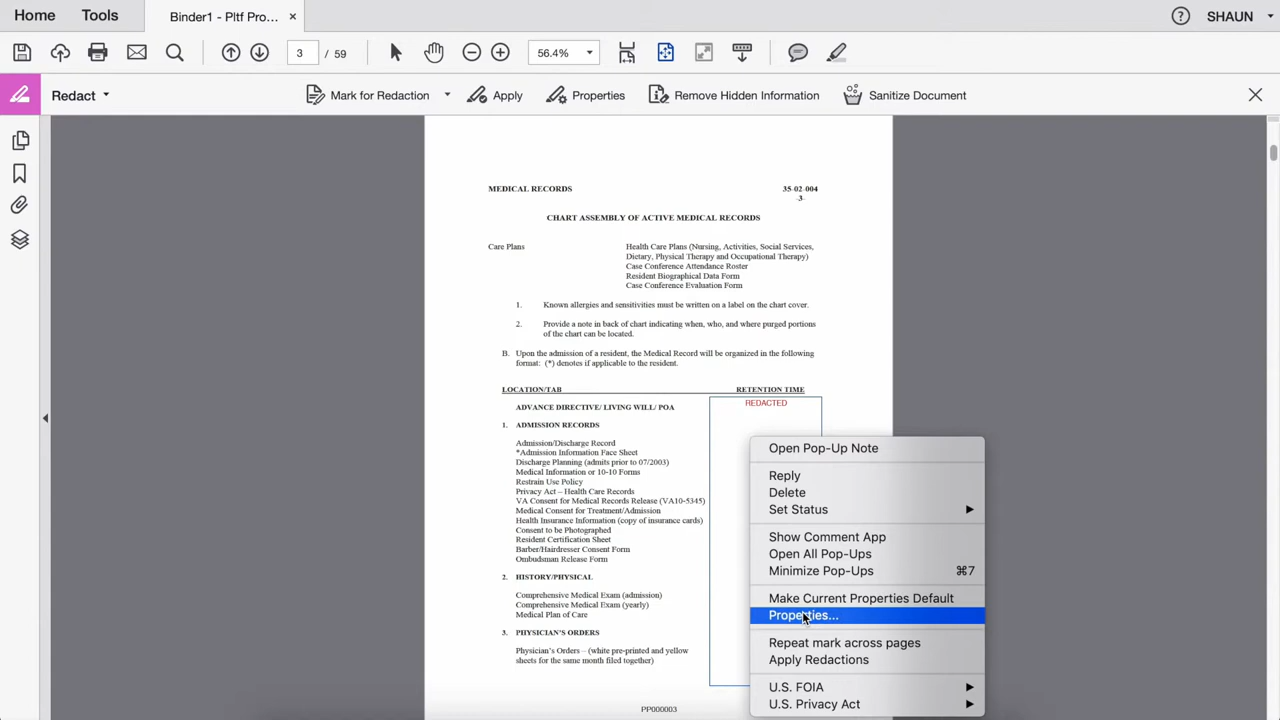 Home Tools Binder1 - Pltf Pro... × ? SHAUN
3 / 59 56.4%
Redact Mark for Redaction Apply Properties Remove Hidden Information Sanitize Document
MEDICAL RECORDS 35-02-004
-3-
CHART ASSEMBLY OF ACTIVE MEDICAL RECORDS
Care Plans Health Care Plans (Nursing, Activities, Social Services,
Dietary, Physical Therapy and Occupational Therapy)
Case Conference Attendance Roster
Resident Biographical Data Form
Case Conference Evaluation Form
1. Known allergies and sensitivities must be written on a label on the chart cover.
2. Provide a note in back of chart indicating when, who, and where purged portions
of the chart can be located.
B. Upon the admission of a resident, the Medical Record will be organized in the following
format: (*) denotes if applicable to the resident.
LOCATION/TAB RETENTION TIME
REDACTED
ADVANCE DIRECTIVE/ LIVING WILL/ POA
1. ADMISSION RECORDS
Admission/Discharge Record
*Admission Information Face Sheet
Discharge Planning (admits prior to 07/2003)
Medical Information or 10-10 Forms
Restrain Use Policy
Privacy Act – Health Care Records
VA Consent for Medical Records Release (VA10-5345)
Medical Consent for Treatment/Admission
Health Insurance Information (copy of insurance cards)
Consent to be Photographed
Resident Certification Sheet
Barber/Hairdresser Consent Form
Ombudsman Release Form
2. HISTORY/PHYSICAL
Comprehensive Medical Exam (admission)
Comprehensive Medical Exam (yearly)
Medical Plan of Care
3. PHYSICIAN'S ORDERS
Physician's Orders – (white pre-printed and yellow
sheets for the same month filed together)
PP000003
Open Pop-Up Note
Reply
Delete
Set Status
Show Comment App
Open All Pop-Ups
Minimize Pop-Ups ⌘7
Make Current Properties Default
Properties...
Repeat mark across pages
Apply Redactions
U.S. FOIA
U.S. Privacy Act